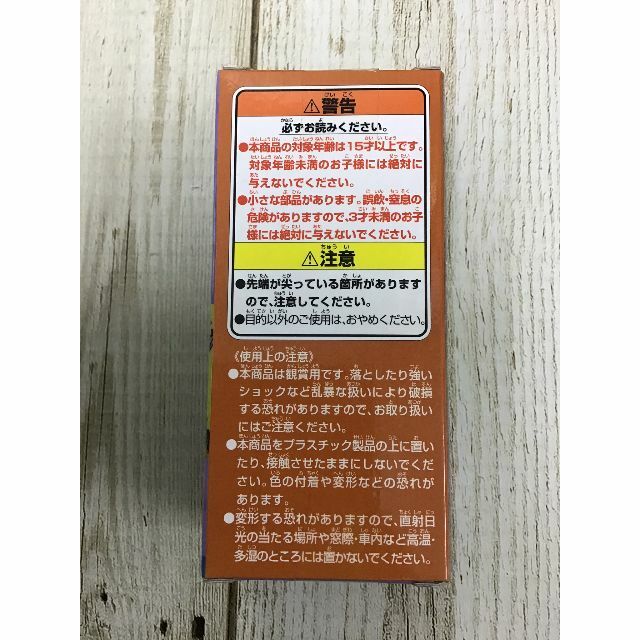 ⚠警告
必ずお読みください。
●本商品の対象年齢は15才以上です。
対象年齢未満のお子様には絶対に
与えないでください。
●小さな部品があります。誤飲・窒息の
危険がありますので、3才未満のお子
様には絶対に与えないでください。
⚠注意
●先端が尖っている箇所があります
ので、注意してください。
●目的以外のご使用は、おやめください。
《使用上の注意》
●本商品は観賞用です。落としたり強い
ショックなど乱暴な扱いにより破損
する恐れがありますので、お取り扱い
にはご注意ください。
●本商品をプラスチック製品の上に置い
たり、接触させたままにしないでくだ
さい。色の付着や変形などの恐れが
あります。
●変形する恐れがありますので、直射日
光の当たる場所や窓際・車内など高温・
多湿のところには置かないでください。